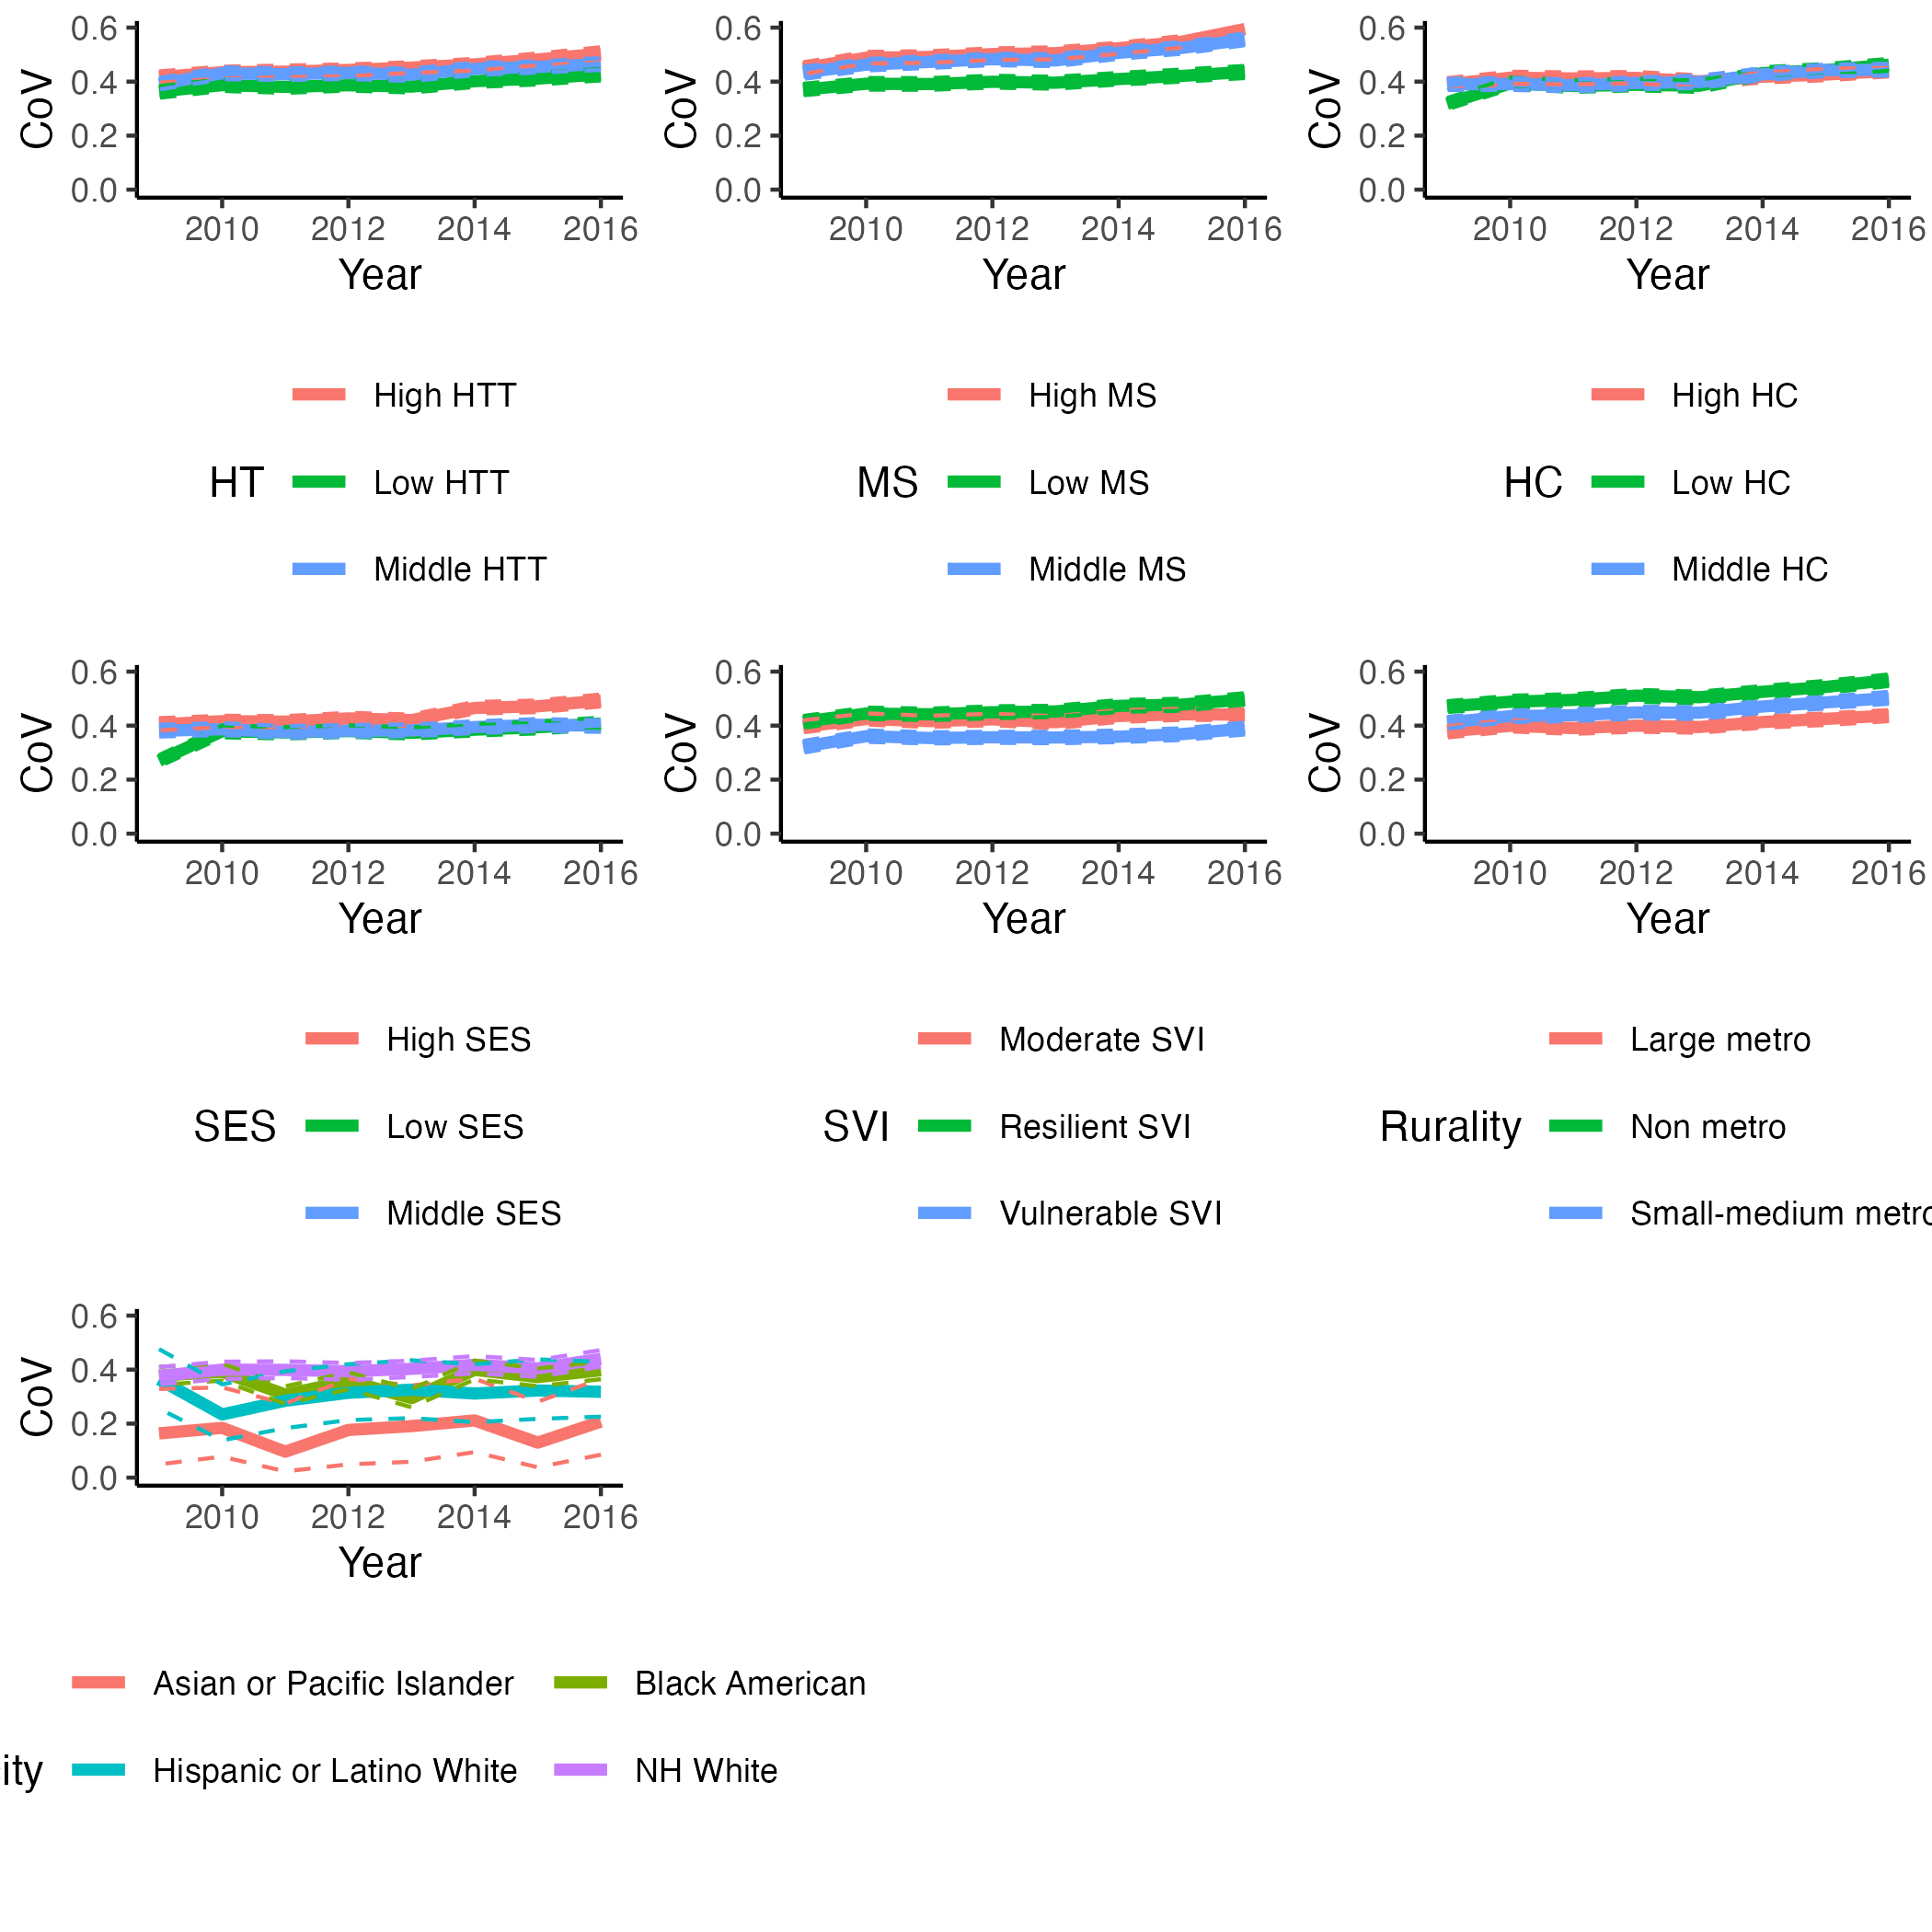 CoV
0.6
0.4
0.2
0.0
2010 2012 2014 2016
Year
HT
High HTT
Low HTT
Middle HTT
CoV
0.6
0.4
0.2
0.0
2010 2012 2014 2016
Year
MS
High MS
Low MS
Middle MS
CoV
0.6
0.4
0.2
0.0
2010 2012 2014 2016
Year
HC
High HC
Low HC
Middle HC
CoV
0.6
0.4
0.2
0.0
2010 2012 2014 2016
Year
SES
High SES
Low SES
Middle SES
CoV
0.6
0.4
0.2
0.0
2010 2012 2014 2016
Year
SVI
Moderate SVI
Resilient SVI
Vulnerable SVI
CoV
0.6
0.4
0.2
0.0
2010 2012 2014 2016
Year
Rurality
Large metro
Non metro
Small-medium metro
CoV
0.6
0.4
0.2
0.0
2010 2012 2014 2016
Year
ity
Asian or Pacific Islander Black American
Hispanic or Latino White NH White